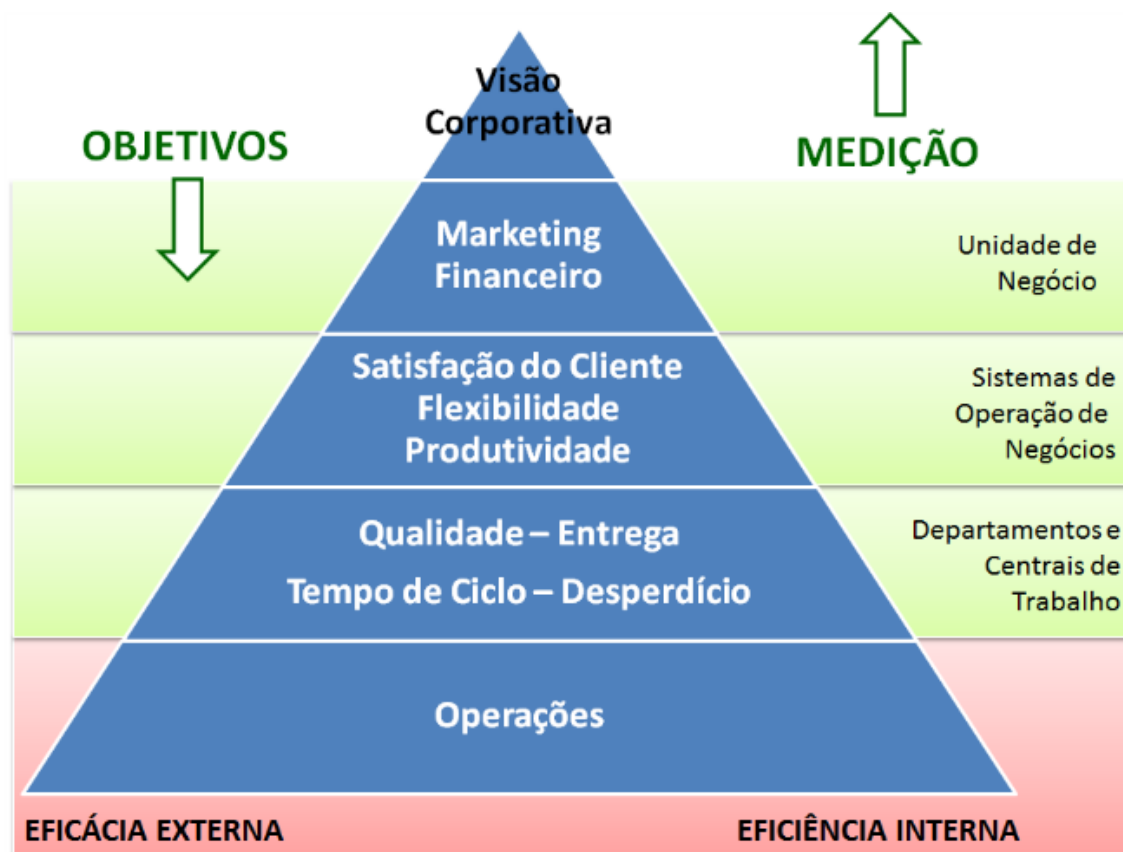 Visão
Corporativa
OBJETIVOS
MEDIÇÃO
Marketing
Financeiro
Unidade de
Negócio
Satisfação do Cliente
Flexibilidade
Produtividade
Sistemas de
Operação de
Negócios
Qualidade – Entrega
Tempo de Ciclo – Desperdício
Departamentos e
Centrais de
Trabalho
Operações
EFICÁCIA EXTERNA
EFICIÊNCIA INTERNA